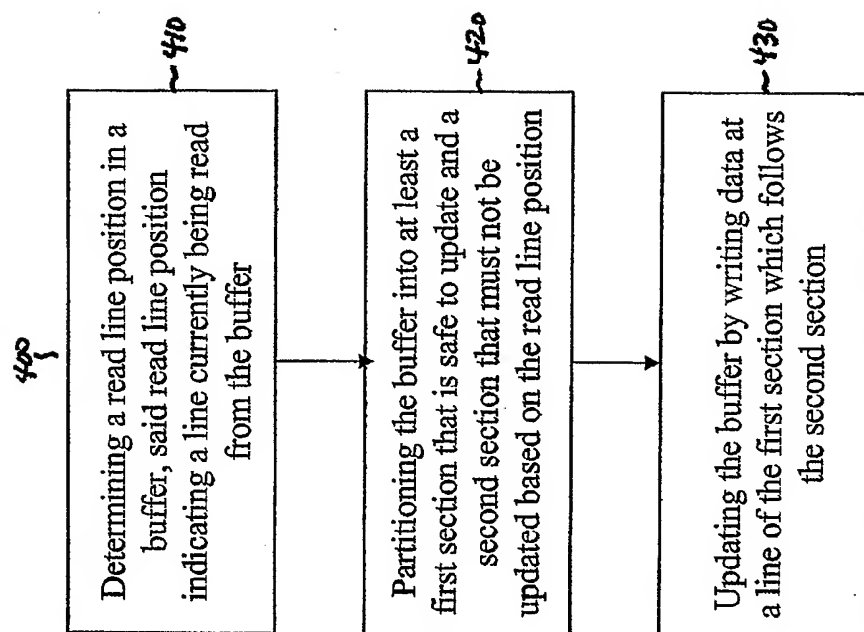 400
410
Determining a read line position in a
buffer, said read line position
indicating a line currently being read
from the buffer
420
Partitioning the buffer into at least a
first section that is safe to update and a
second section that must not be
updated based on the read line position
430
Updating the buffer by writing data at
a line of the first section which follows
the second section